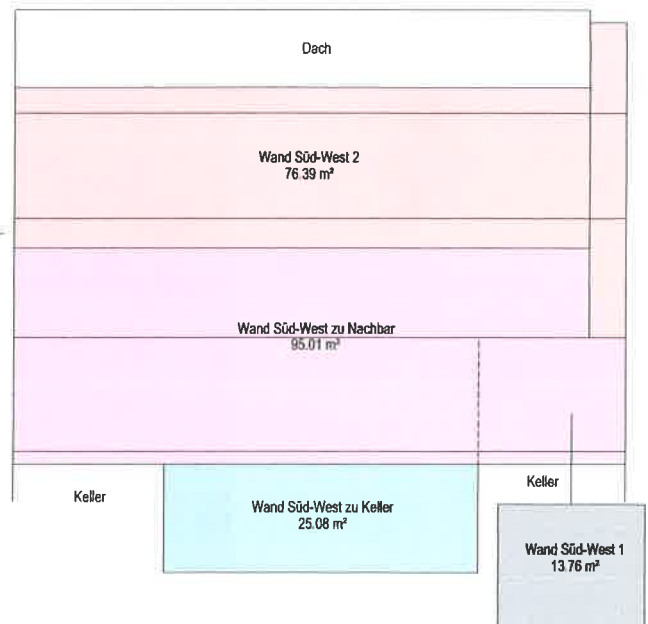 Dach
Wand Süd-West 2
76.39 m²
Wand Süd-West zu Nachbar
95.01 m²
Keller
Wand Süd-West zu Keller
25.08 m²
Keller
Wand Süd-West 1
13.76 m²